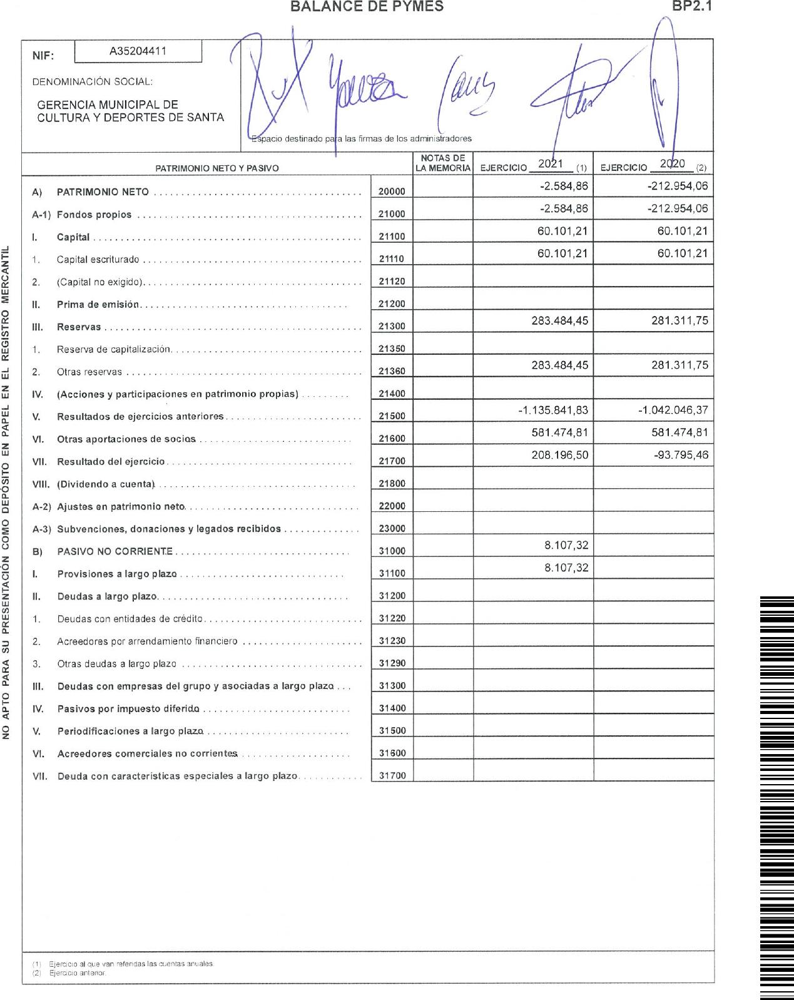 BALANCE DE PYMES BP2.1
NIF: A35204411
DENOMINACIÓN SOCIAL:
GERENCIA MUNICIPAL DE
CULTURA Y DEPORTES DE SANTA
Espacio destinado para las firmas de los administradores
PATRIMONIO NETO Y PASIVO NOTAS DE LA MEMORIA EJERCICIO 2021 (1) EJERCICIO 2020 (2)
A) PATRIMONIO NETO 20000 -2.584,86 -212.954,06
A-1) Fondos propios 21000 -2.584,86 -212.954,06
I. Capital 21100 60.101,21 60.101,21
1. Capital escriturado 21110 60.101,21 60.101,21
2. (Capital no exigido) 21120
II. Prima de emisión 21200
III. Reservas 21300 283.484,45 281.311,75
1. Reserva de capitalización 21350
2. Otras reservas 21360 283.484,45 281.311,75
IV. (Acciones y participaciones en patrimonio propias) 21400
V. Resultados de ejercicios anteriores 21500 -1.135.841,83 -1.042.046,37
VI. Otras aportaciones de socios 21600 581.474,81 581.474,81
VII. Resultado del ejercicio 21700 208.196,50 -93.795,46
VIII. (Dividendo a cuenta) 21800
A-2) Ajustes en patrimonio neto 22000
A-3) Subvenciones, donaciones y legados recibidos 23000
B) PASIVO NO CORRIENTE 31000 8.107,32
I. Provisiones a largo plazo 31100 8.107,32
II. Deudas a largo plazo 31200
1. Deudas con entidades de crédito 31220
2. Acreedores por arrendamiento financiero 31230
3. Otras deudas a largo plazo 31290
III. Deudas con empresas del grupo y asociadas a largo plazo 31300
IV. Pasivos por impuesto diferido 31400
V. Periodificaciones a largo plazo 31500
VI. Acreedores comerciales no corrientes 31600
VII. Deuda con características especiales a largo plazo 31700
(1) Ejercicio al que van referidas las cuentas anuales.
(2) Ejercicio anterior.
NO APTO PARA SU PRESENTACIÓN COMO DEPÓSITO EN PAPEL EN EL REGISTRO MERCANTIL